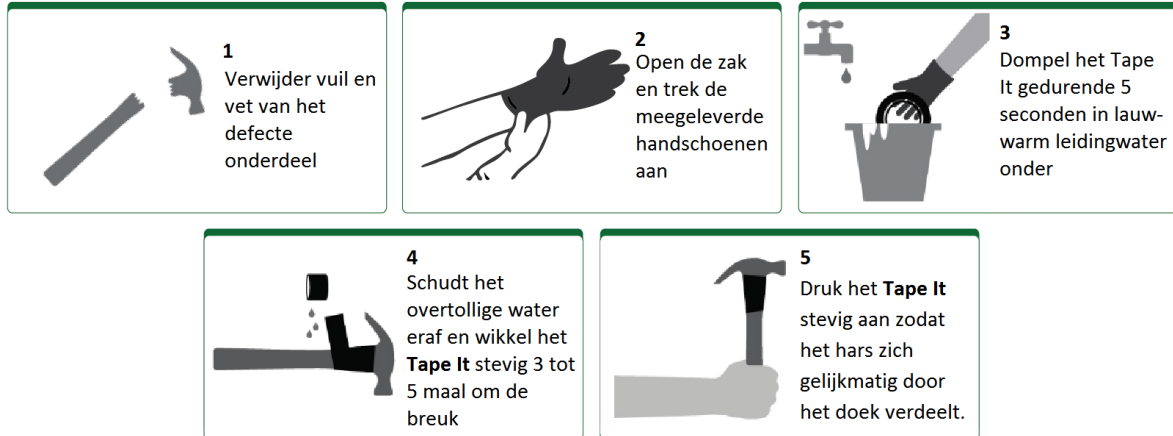 1
Verwijder vuil en
vet van het
defecte
onderdeel
2
Open de zak
en trek de
meegeleverde
handschoenen
aan
3
Dompel het Tape
It gedurende 5
seconden in lauw-
warm leidingwater
onder
4
Schudt het
overtollige water
eraf en wikkel het
Tape It stevig 3 tot
5 maal om de
breuk
5
Druk het Tape It
stevig aan zodat
het hars zich
gelijkmatig door
het doek verdeelt.